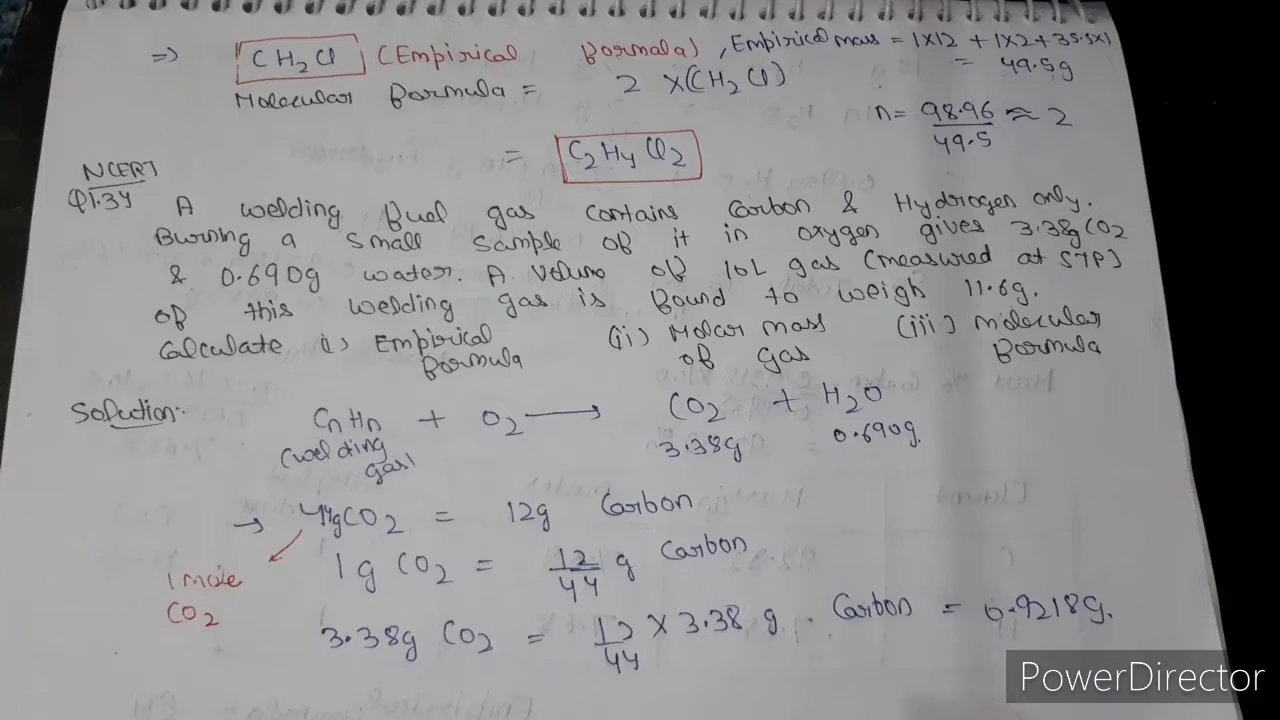 ⇒ CH2Cl (Empirical Formula), Empirical mass = 1×12 + 1×2 + 35.5×1
= 49.5g
Molecular Formula = 2 ×(CH2Cl)
n = 98.96/49.5 ≈ 2
= C2H4Cl2
NCERT
Q1.34 A welding Fuel gas contains Carbon & Hydrogen only.
Burning a small sample of it in oxygen gives 3.38g CO2
& 0.690g water. A volume of 10L gas (measured at STP)
of this welding gas is Found to weigh 11.6g.
Calculate (i) Empirical Formula (ii) Molar mass of gas (iii) Molecular Formula
Solution:- CnHn + O2 → CO2 + H2O
(welding gas) 3.38g 0.690g.
→ 44gCO2 = 12g Carbon
1 mole CO2
1g CO2 = 12/44 g Carbon
3.38g CO2 = 12/44 × 3.38 g. Carbon = 0.9218g.
PowerDirector